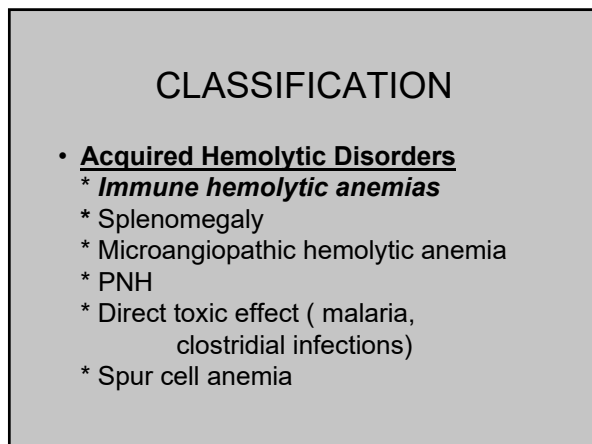 CLASSIFICATION
• Acquired Hemolytic Disorders
* Immune hemolytic anemias
* Splenomegaly
* Microangiopathic hemolytic anemia
* PNH
* Direct toxic effect ( malaria,
clostridial infections)
* Spur cell anemia